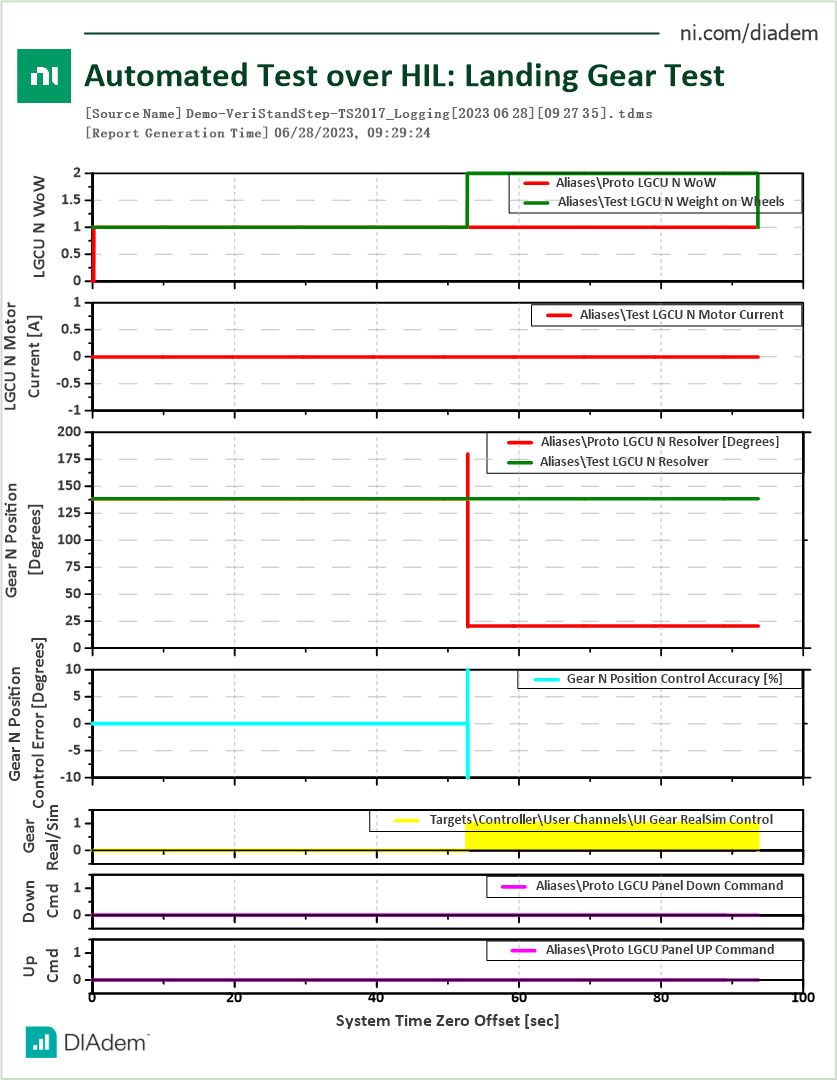 ni.com/diadem
ni
Automated Test over HIL: Landing Gear Test
[Source Name] Demo-VeriStandStep-TS2017_Logging[2023 06 28][09 27 35].tdms
[Report Generation Time] 06/28/2023, 09:29:24
LGCU N WoW
2
1.5
1
0.5
0
Aliases\Proto LGCU N WoW
Aliases\Test LGCU N Weight on Wheels
LGCU N Motor
Current [A]
1
0.5
0
-0.5
-1
Aliases\Test LGCU N Motor Current
Gear N Position
[Degrees]
200
175
150
125
100
75
50
25
0
Aliases\Proto LGCU N Resolver [Degrees]
Aliases\Test LGCU N Resolver
Gear N Position
Control Error [Degrees]
10
5
0
-5
-10
Gear N Position Control Accuracy [%]
Gear
Real/Sim
1
0
Targets\Controller\User Channels\UI Gear RealSim Control
Down
Cmd
1
0
Aliases\Proto LGCU Panel Down Command
Up
Cmd
1
0
Aliases\Proto LGCU Panel UP Command
0 20 40 60 80 100
System Time Zero Offset [sec]
DIAdem™